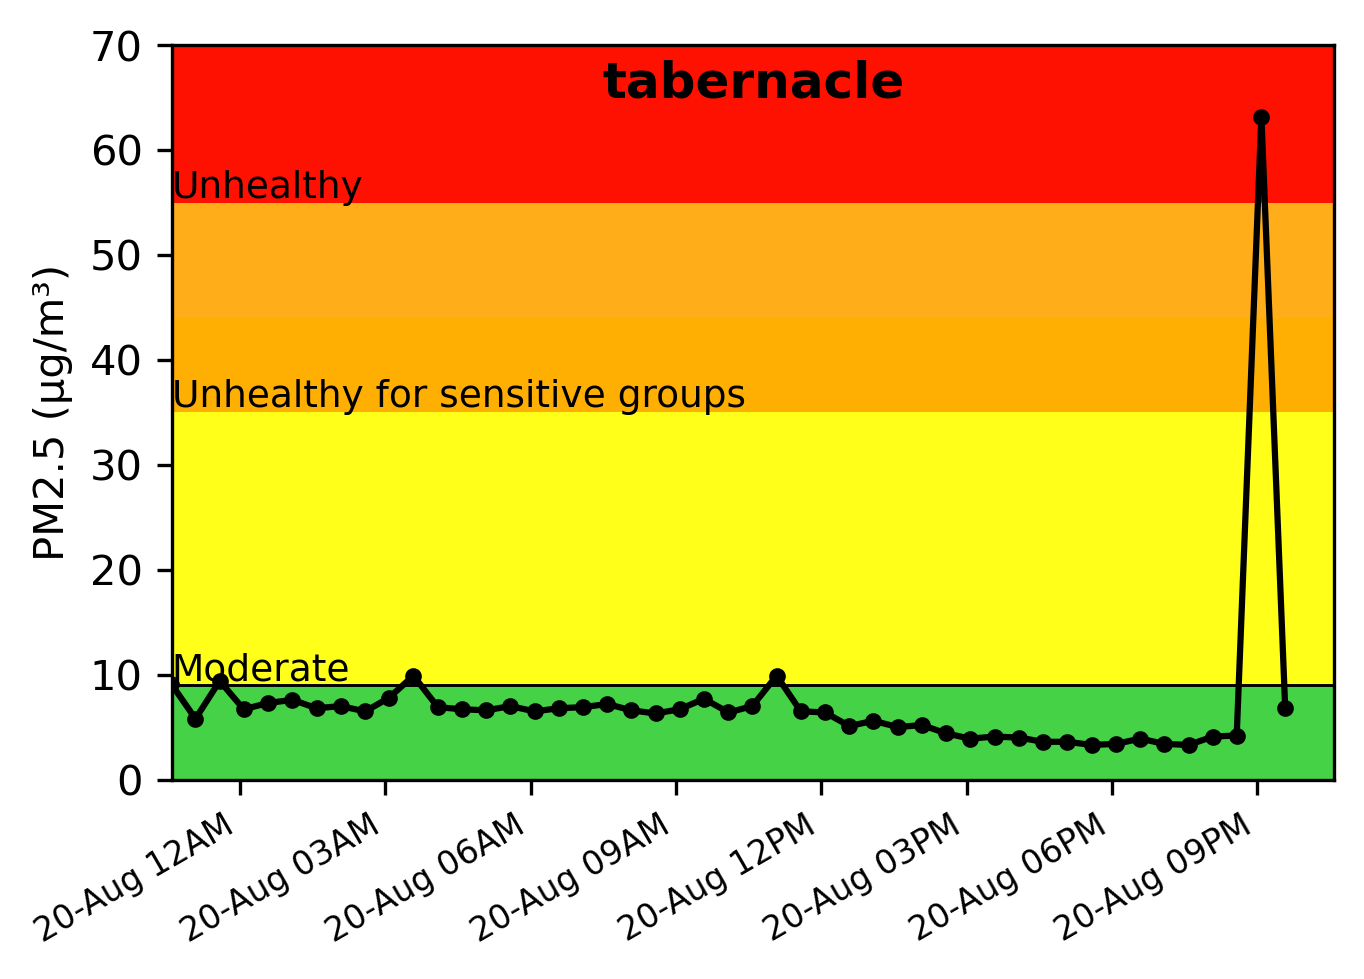 tabernacle
70
60
50
40
30
20
10
0
PM2.5 (µg/m³)
Unhealthy
Unhealthy for sensitive groups
Moderate
20-Aug 12AM
20-Aug 03AM
20-Aug 06AM
20-Aug 09AM
20-Aug 12PM
20-Aug 03PM
20-Aug 06PM
20-Aug 09PM